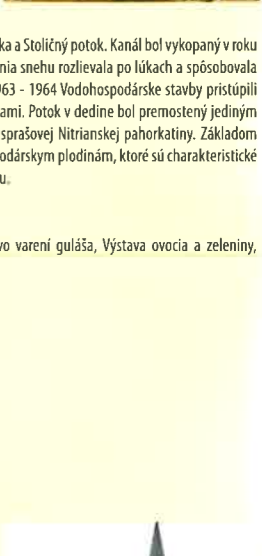 ka a Stoličný potok. Kanál bol vykopaný v roku
nia snehu rozlievala po lúkach a spôsobovala
963 - 1964 Vodohospodárske stavby pristúpili
ami. Potok v dedine bol premostený jediným
sprašovej Nitrianskej pahorkatiny. Základom
odárskym plodinám, ktoré sú charakteristické
u.
vo varení guláša, Výstava ovocia a zeleniny,